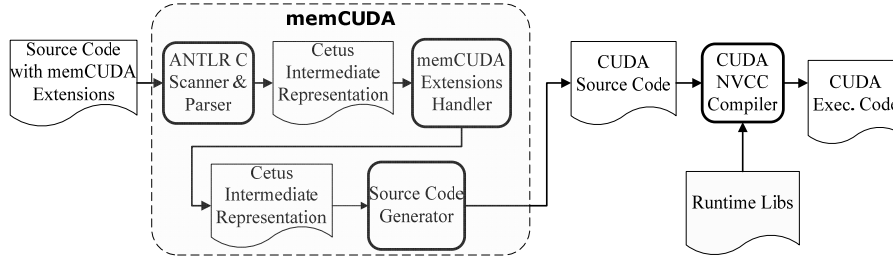 memCUDA
Source Code
with memCUDA
Extensions
ANTLR C
Scanner &
Parser
Cetus
Intermediate
Representation
memCUDA
Extensions
Handler
CUDA
Source Code
CUDA
NVCC
Compiler
CUDA
Exec. Code
Cetus
Intermediate
Representation
Source Code
Generator
Runtime Libs